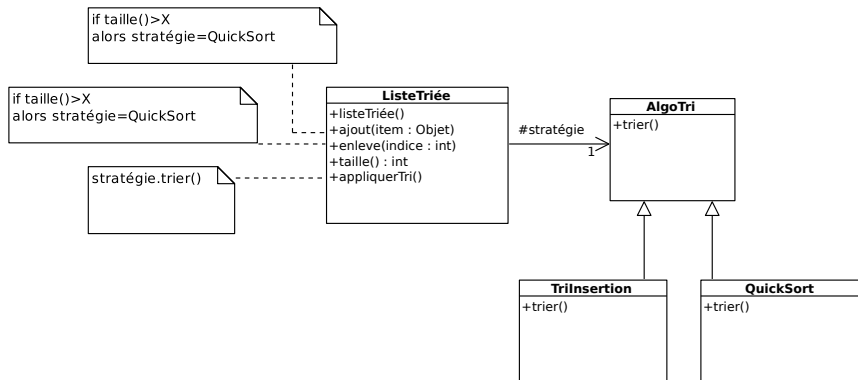 if taille()>X
alors stratégie=QuickSort
if taille()>X
alors stratégie=QuickSort
stratégie.trier()
ListeTriée
+listeTriée()
+ajout(item : Objet)
+enleve(indice : int)
+taille() : int
+appliquerTri()
#stratégie
1
AlgoTri
+trier()
TriInsertion
+trier()
QuickSort
+trier()